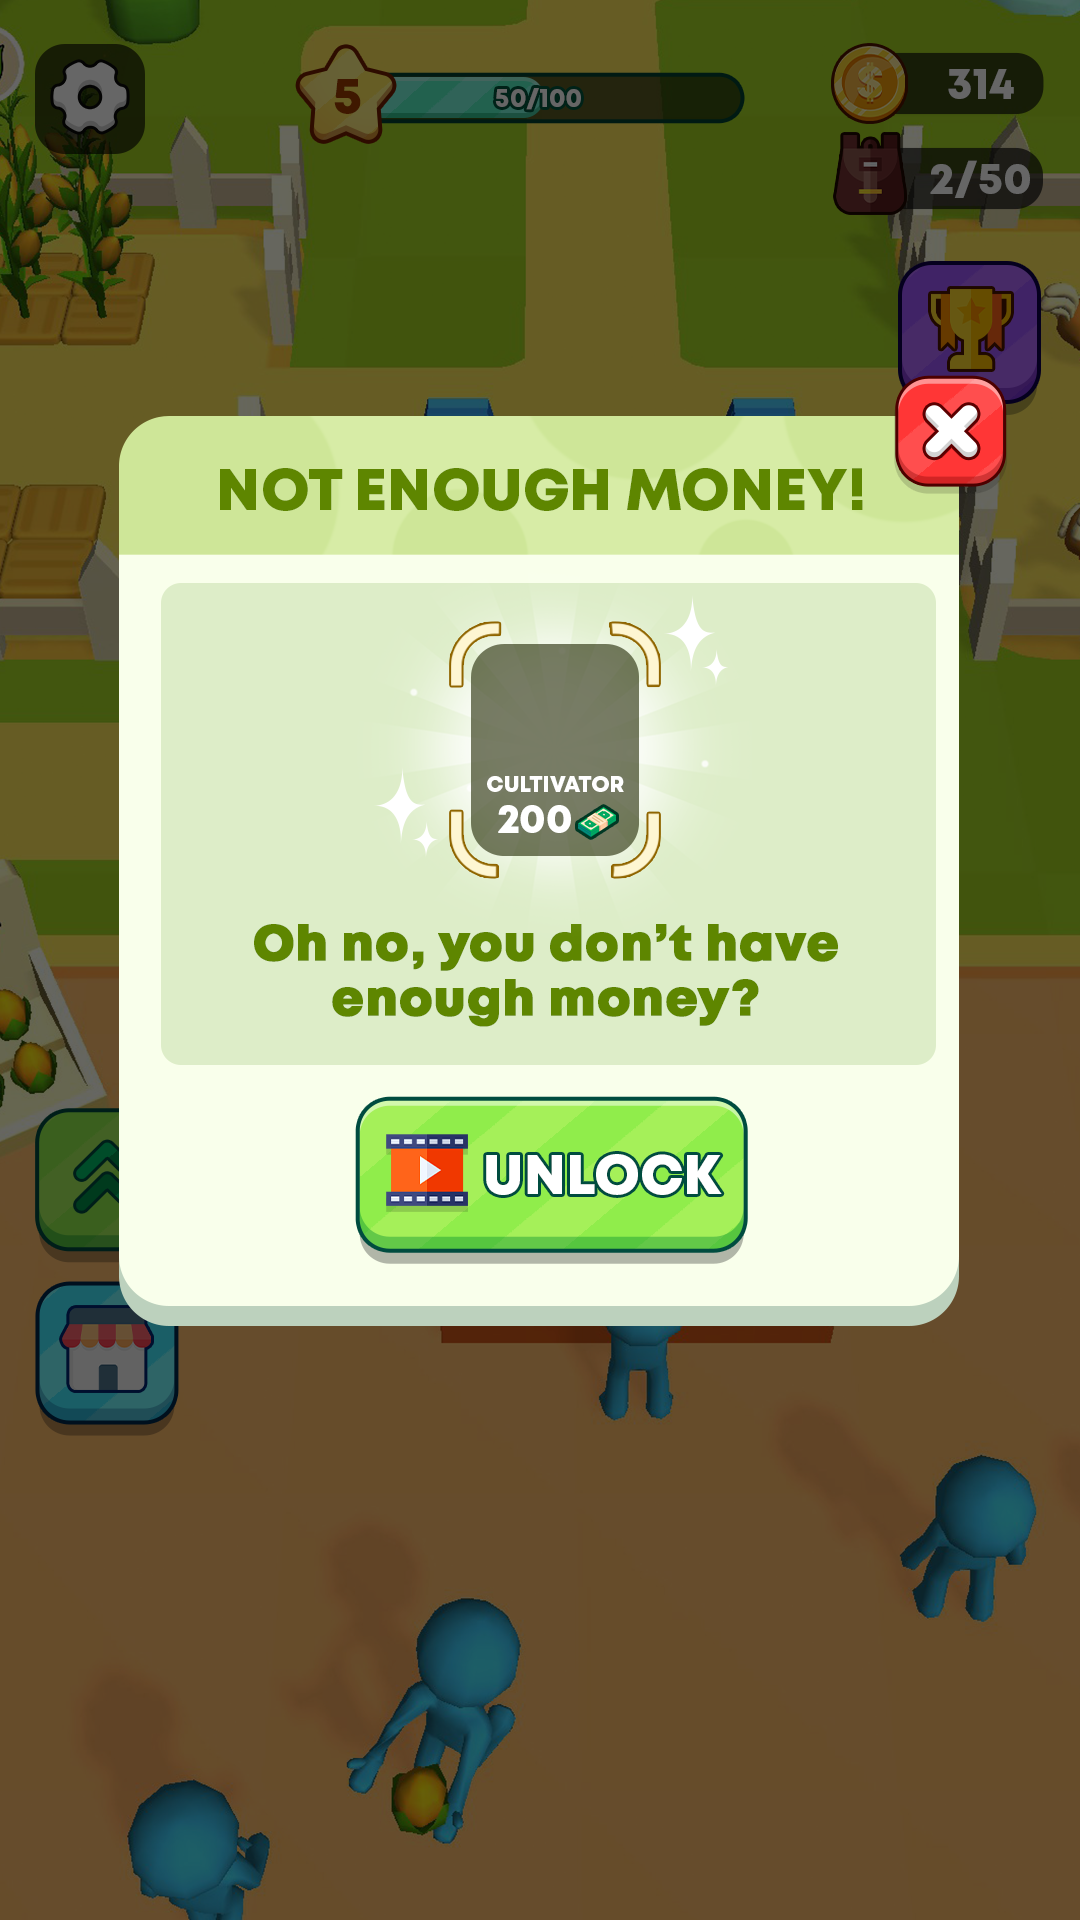 5
50/100
314
2/50
NOT ENOUGH MONEY!
CULTIVATOR
200
Oh no, you don't have
enough money?
UNLOCK